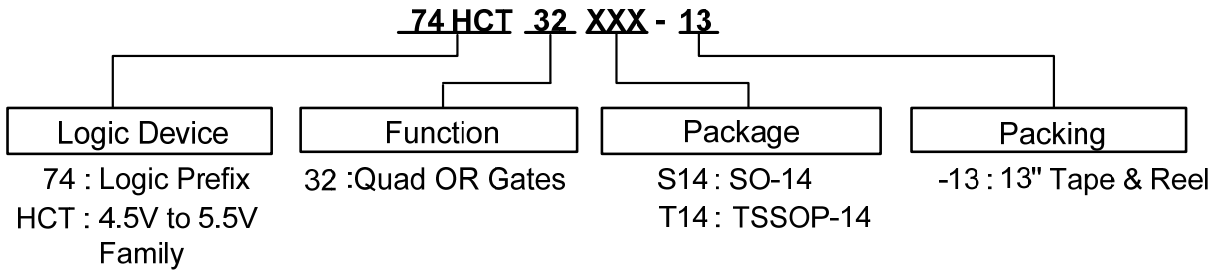 74 HCT 32 XXX - 13
Logic Device
Function
Package
Packing
74 : Logic Prefix
HCT : 4.5V to 5.5V
Family
32 :Quad OR Gates
S14 : SO-14
T14 : TSSOP-14
-13 : 13" Tape & Reel